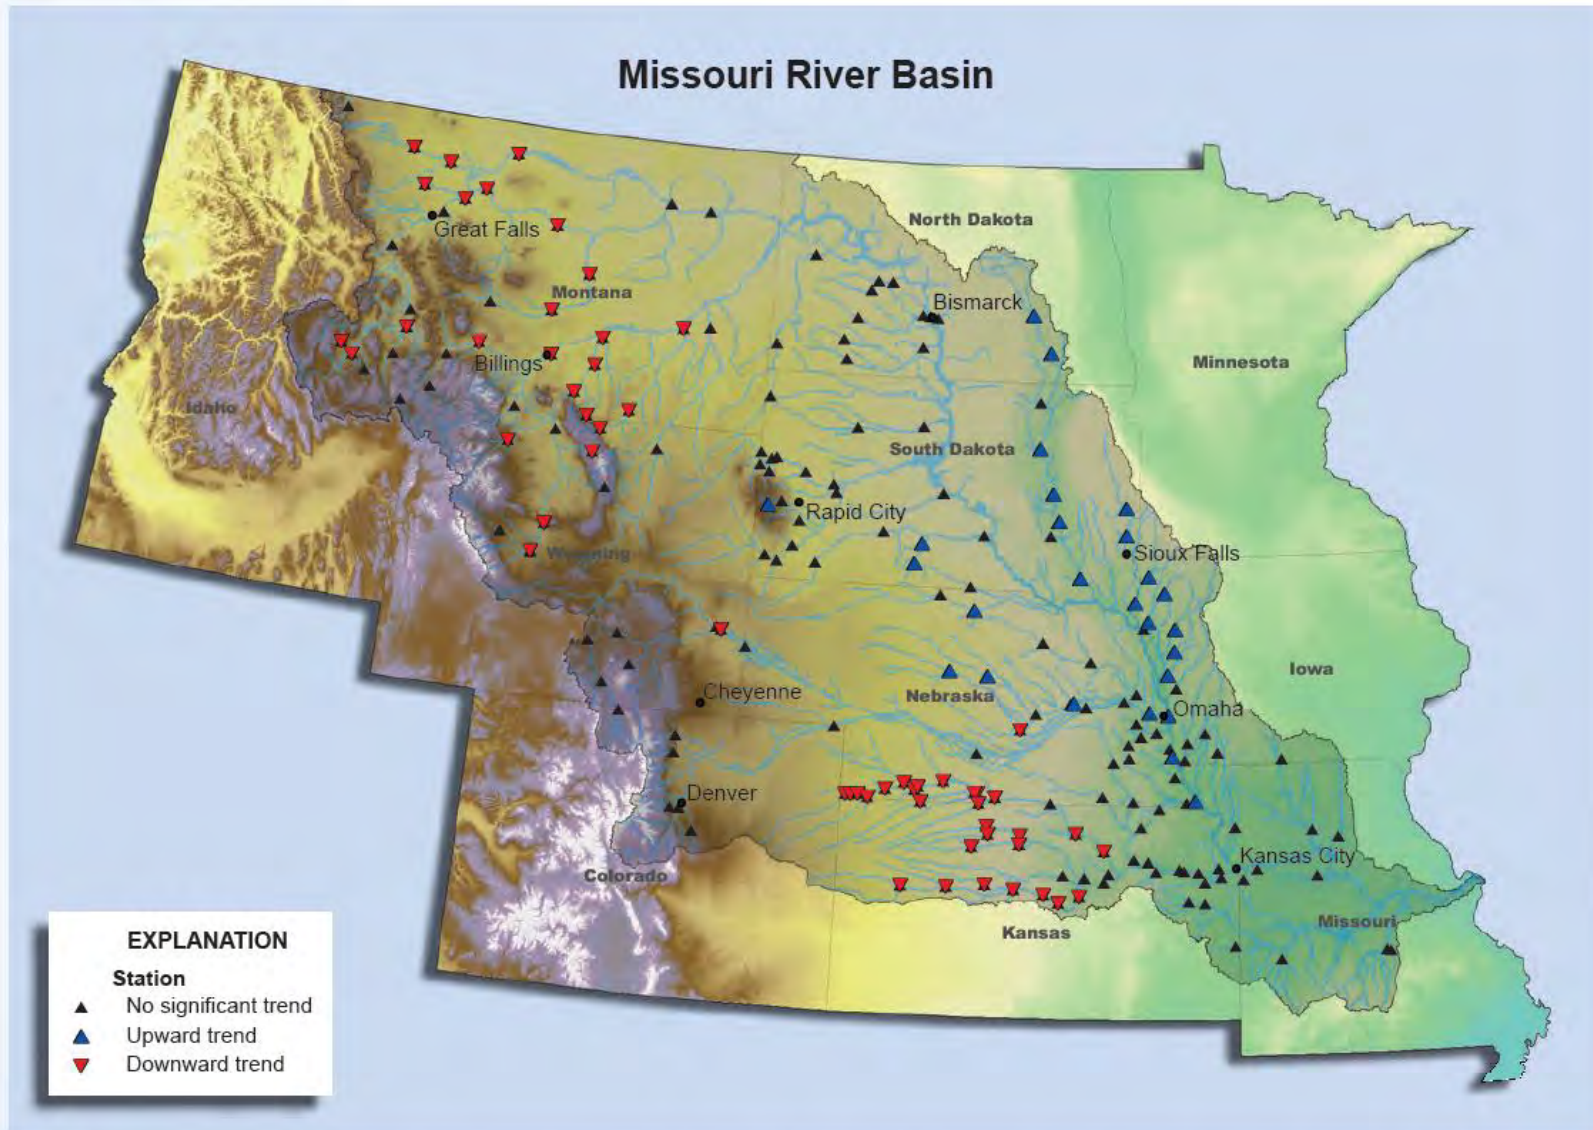 Missouri River Basin
North Dakota
Great Falls
Montana
Bismarck
Minnesota
Billings
Idaho
South Dakota
Rapid City
Wyoming
Sioux Falls
Iowa
Cheyenne
Nebraska
Omaha
Denver
Kansas City
Colorado
Missouri
Kansas
EXPLANATION
Station
No significant trend
Upward trend
Downward trend